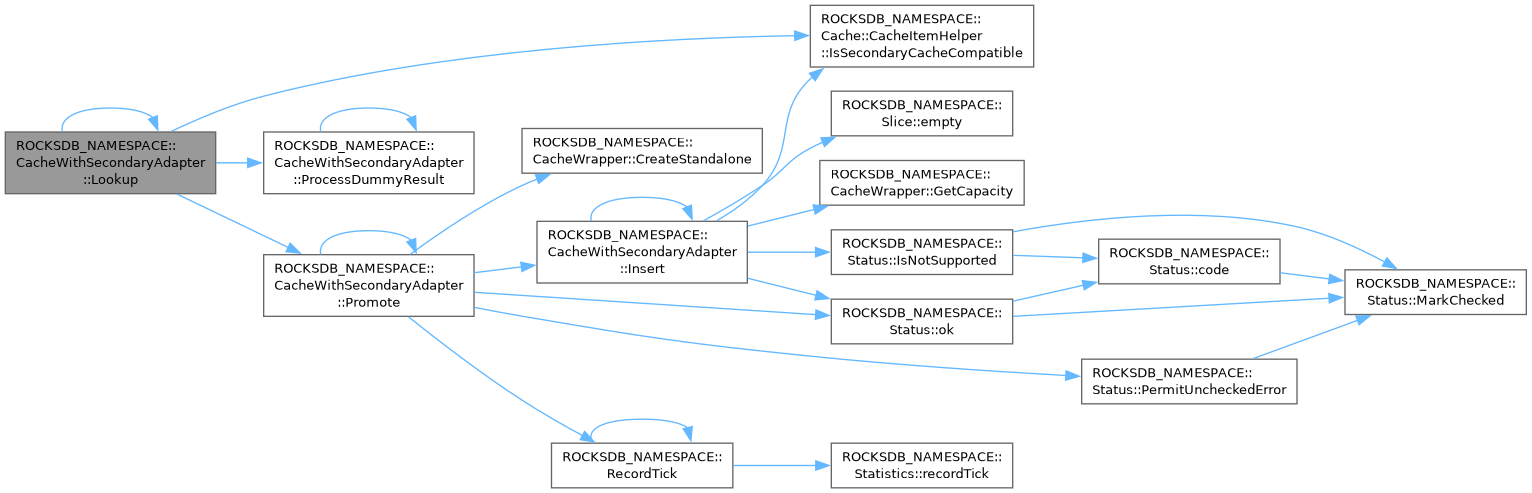 ROCKSDB_NAMESPACE::
Cache::CacheItemHelper
::IsSecondaryCacheCompatible
ROCKSDB_NAMESPACE::
Slice::empty
ROCKSDB_NAMESPACE::
CacheWithSecondaryAdapter
::Lookup
ROCKSDB_NAMESPACE::
CacheWithSecondaryAdapter
::ProcessDummyResult
ROCKSDB_NAMESPACE::
CacheWrapper::CreateStandalone
ROCKSDB_NAMESPACE::
CacheWrapper::GetCapacity
ROCKSDB_NAMESPACE::
CacheWithSecondaryAdapter
::Insert
ROCKSDB_NAMESPACE::
Status::IsNotSupported
ROCKSDB_NAMESPACE::
Status::code
ROCKSDB_NAMESPACE::
CacheWithSecondaryAdapter
::Promote
ROCKSDB_NAMESPACE::
Status::MarkChecked
ROCKSDB_NAMESPACE::
Status::ok
ROCKSDB_NAMESPACE::
Status::PermitUncheckedError
ROCKSDB_NAMESPACE::
RecordTick
ROCKSDB_NAMESPACE::
Statistics::recordTick